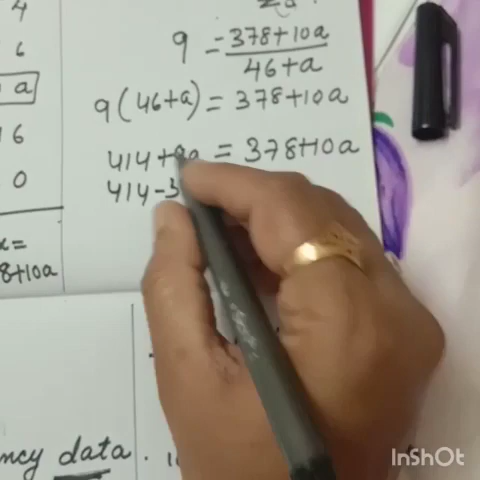 4
6
a
16
0
x=
8+10a
9 = 378+10a
46+a
9(46+a) = 378+10a
414+9a = 378+10a
414-3
ncy data.
InShOt